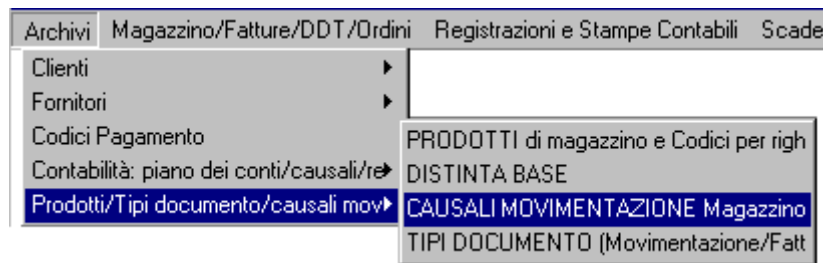 Archivi Magazzino/Fatture/DDT/Ordini Registrazioni e Stampe Contabili Scade
Clienti
Fornitori
Codici Pagamento
Contabilità: piano dei conti/causali/re
Prodotti/Tipi documento/causali mov
PRODOTTI di magazzino e Codici per righ
DISTINTA BASE
CAUSALI MOVIMENTAZIONE Magazzino
TIPI DOCUMENTO (Movimentazione/Fatt